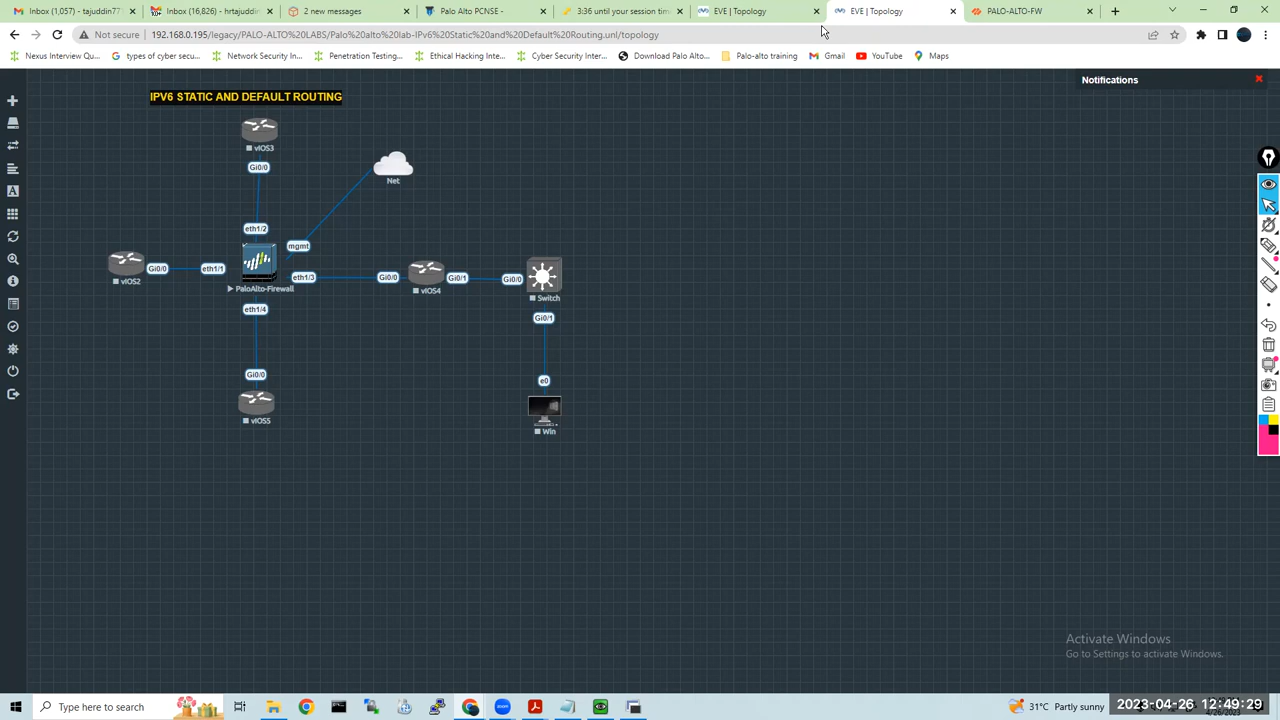 Inbox (1,057) - tajuddin77
Inbox (16,826) - hrtajuddin
2 new messages
Palo Alto PCNSE -
3:36 until your session tim
EVE | Topology
EVE | Topology
PALO-ALTO-FW
Not secure
192.168.0.195/legacy/PALO-ALTO%20LABS/Palo%20alto%20lab-IPv6%20Static%20and%20Default%20Routing.unl/topology
Nexus Interview Qu...
types of cyber secu...
Network Security In...
Penetration Testing...
Ethical Hacking Inte...
Cyber Security Inter...
Download Palo Alto...
Palo-alto training
Gmail
YouTube
Maps
Notifications
IPV6 STATIC AND DEFAULT ROUTING
vIOS3
Gi0/0
Net
eth1/2
mgmt
vIOS2
Gi0/0
eth1/1
PaloAlto-Firewall
eth1/3
Gi0/0
vIOS4
Gi0/1
Gi0/0
Switch
eth1/4
Gi0/1
Gi0/0
e0
vIOS5
Win
Activate Windows
Go to Settings to activate Windows.
Type here to search
31°C Partly sunny
2023-04-26 12:49:29